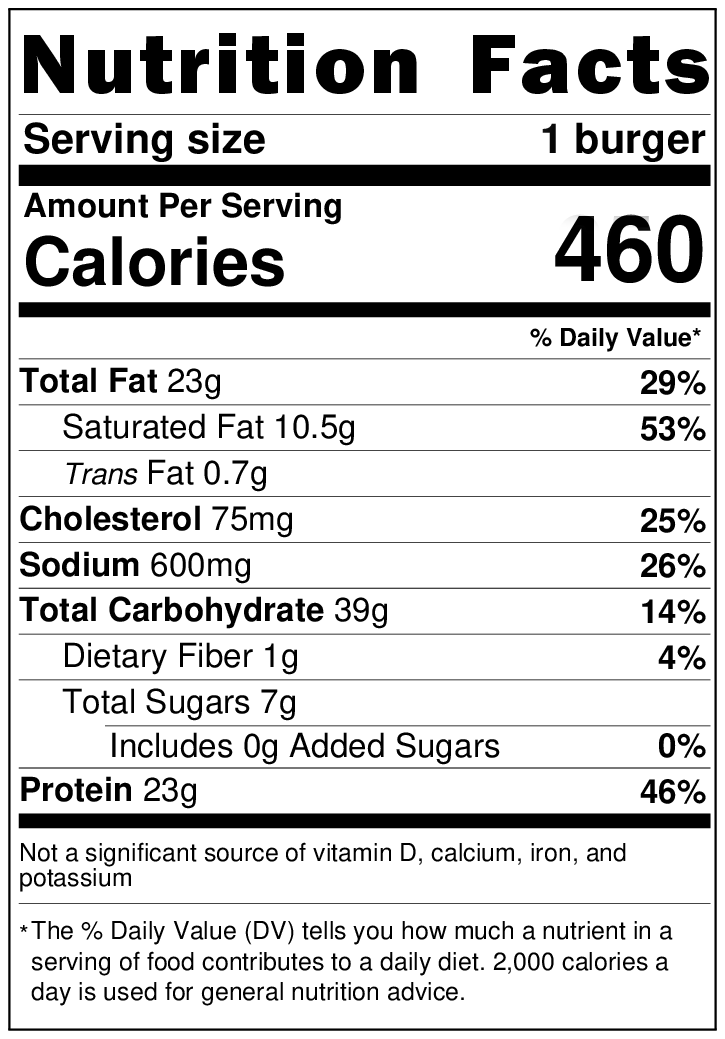 Nutrition Facts
Serving size 1 burger
Amount Per Serving
Calories 460
% Daily Value*
Total Fat 23g 29%
Saturated Fat 10.5g 53%
Trans Fat 0.7g
Cholesterol 75mg 25%
Sodium 600mg 26%
Total Carbohydrate 39g 14%
Dietary Fiber 1g 4%
Total Sugars 7g
Includes 0g Added Sugars 0%
Protein 23g 46%
Not a significant source of vitamin D, calcium, iron, and
potassium
*The % Daily Value (DV) tells you how much a nutrient in a
serving of food contributes to a daily diet. 2,000 calories a
day is used for general nutrition advice.